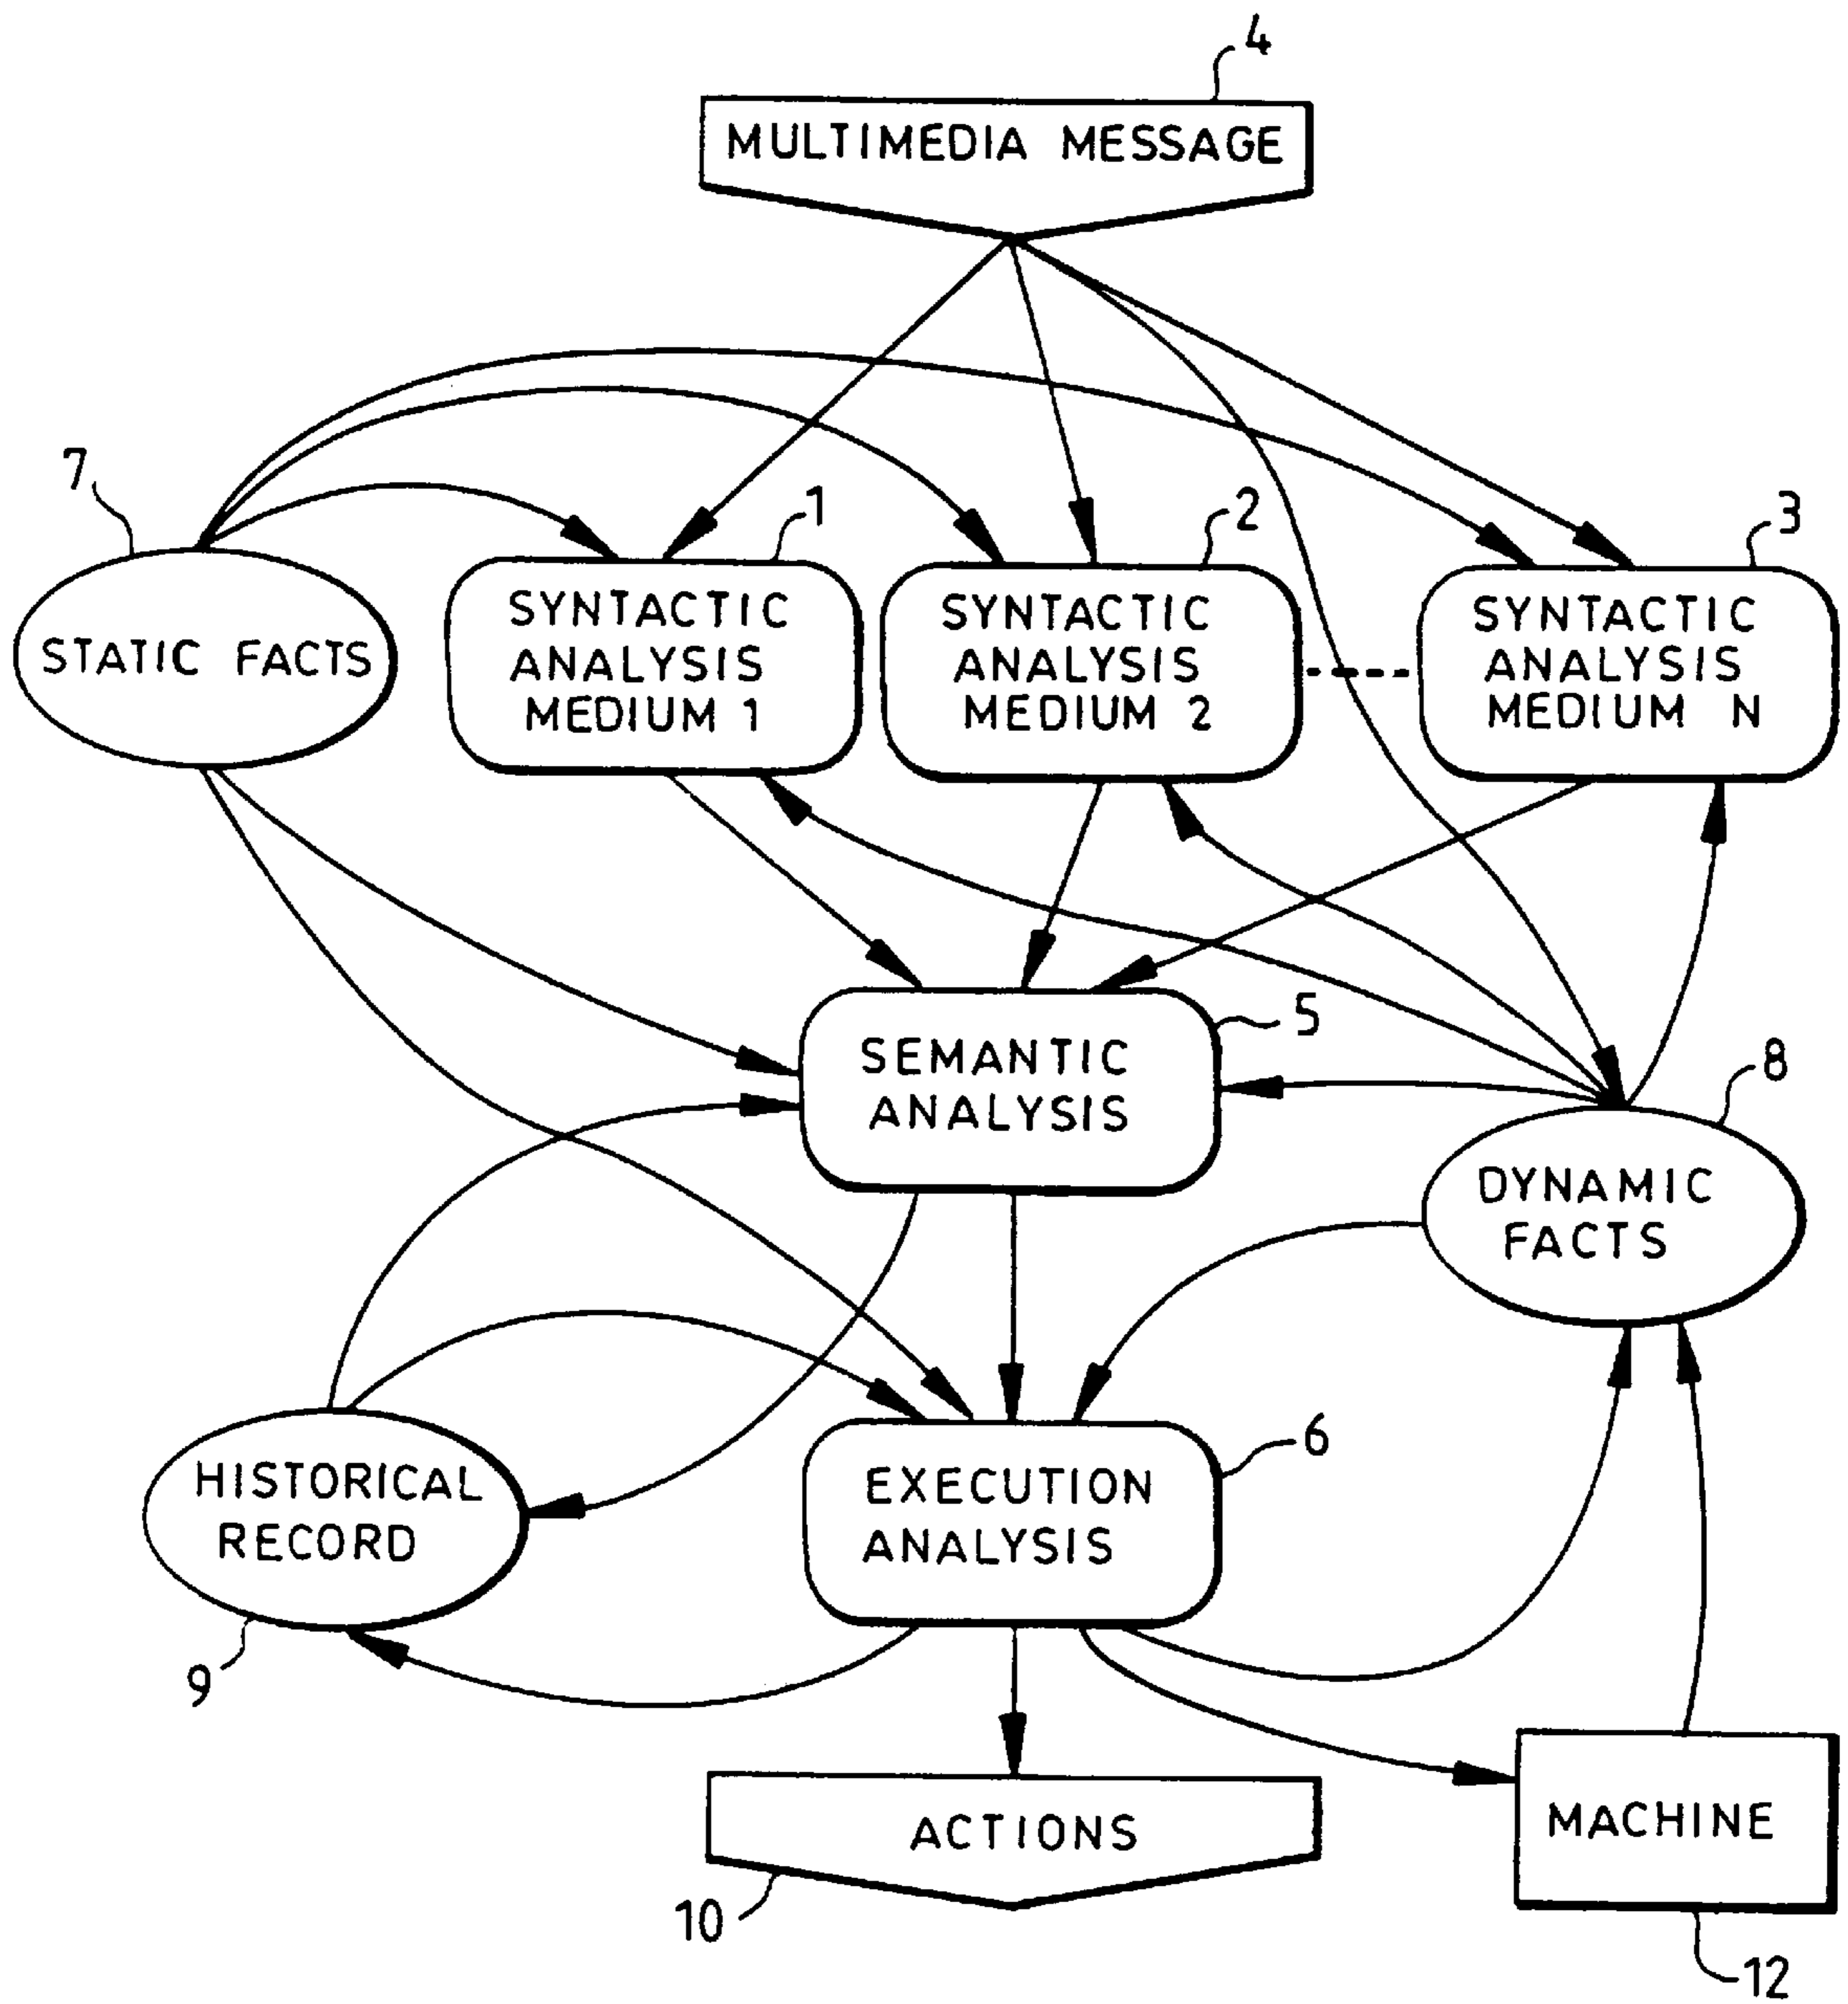 4
MULTIMEDIA MESSAGE
7
1
2
3
STATIC FACTS
SYNTACTIC
ANALYSIS
MEDIUM 1
SYNTACTIC
ANALYSIS
MEDIUM 2
SYNTACTIC
ANALYSIS
MEDIUM N
5
SEMANTIC
ANALYSIS
8
DYNAMIC
FACTS
6
HISTORICAL
RECORD
EXECUTION
ANALYSIS
9
ACTIONS
MACHINE
10
12